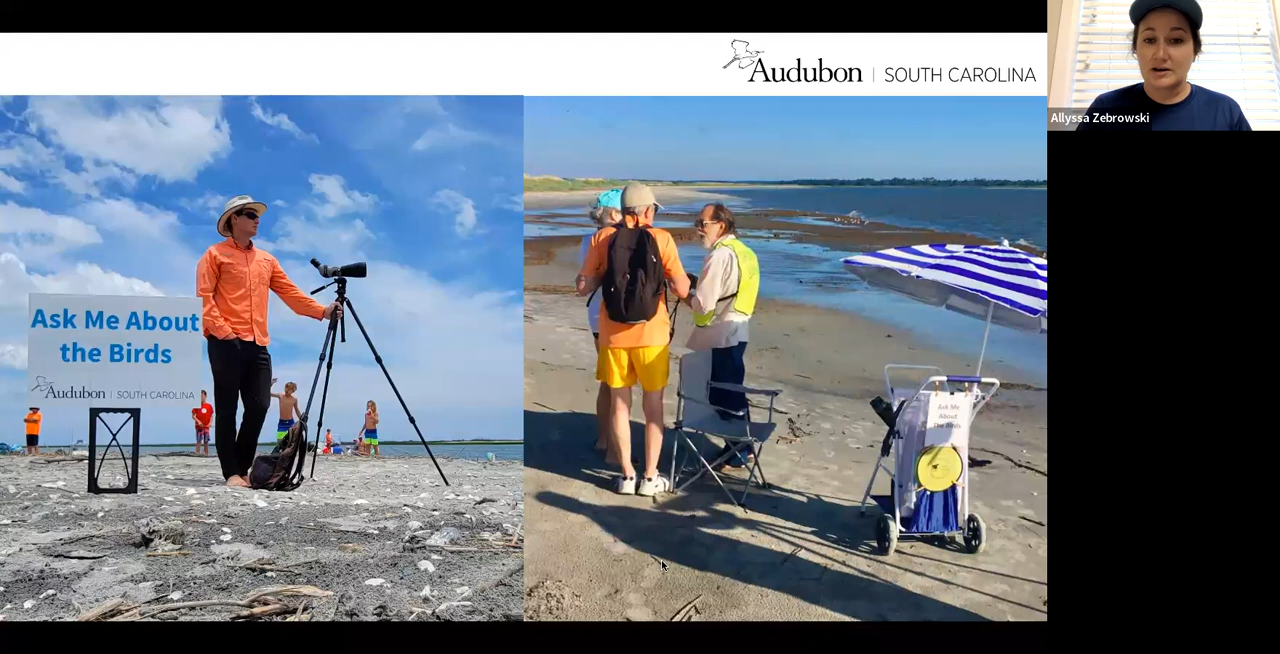 Audubon | SOUTH CAROLINA
Allyssa Zebrowski
Ask Me About
the Birds
Audubon | SOUTH CAROLINA
Ask Me
About
The Birds